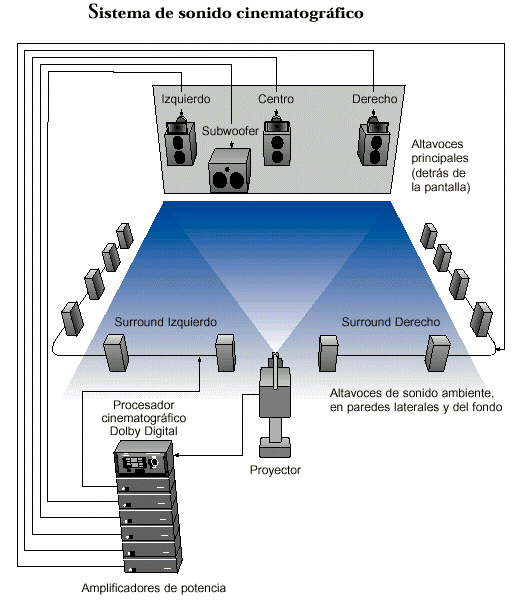 Sistema de sonido cinematográfico
Izquierdo
Centro
Derecho
Subwoofer
Altavoces
principales
(detrás de
la pantalla)
Surround Izquierdo
Surround Derecho
Altavoces de sonido ambiente,
en paredes laterales y del fondo
Procesador
cinematográfico
Dolby Digital
Proyector
Amplificadores de potencia